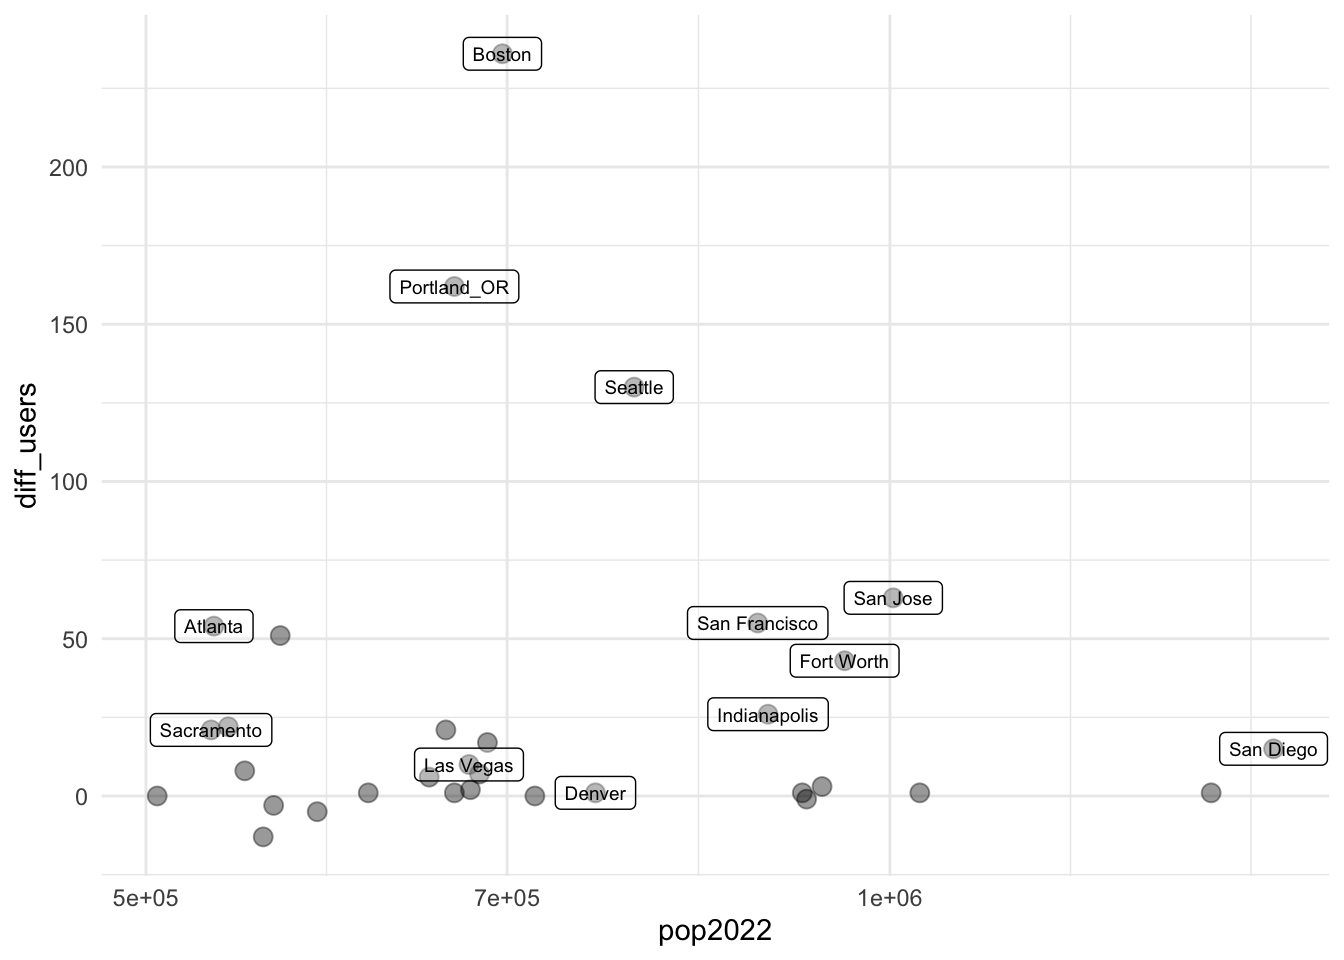 Boston
200
Portland_OR
150
Seattle
diff_users
100
San Jose
San Francisco
Atlanta
50
Fort Worth
Indianapolis
Sacramento
San Diego
Las Vegas
Denver
0
5e+05
7e+05
1e+06
pop2022